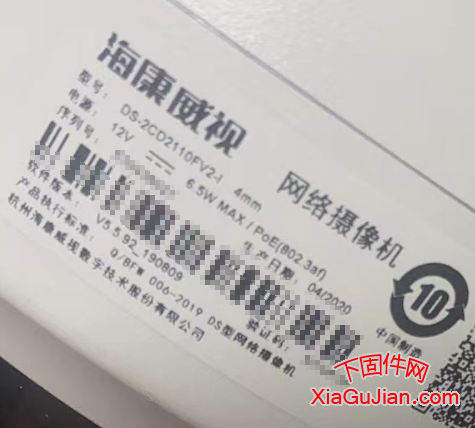 海康威视
网络摄像机
型号: DS-2CD2110FV2-I 4mm
电源: 12V ⎓ 6.5W MAX / PoE(802.3af)
序列号: 生产日期: 04/2020
软件版本: V5.5.92_190809 验证码:
产品执行标准: Q/BFW 006-2019 DS型网络摄像机
杭州海康威视数字技术股份有限公司
10
中国制造
下固件网
XiaGuJian.com